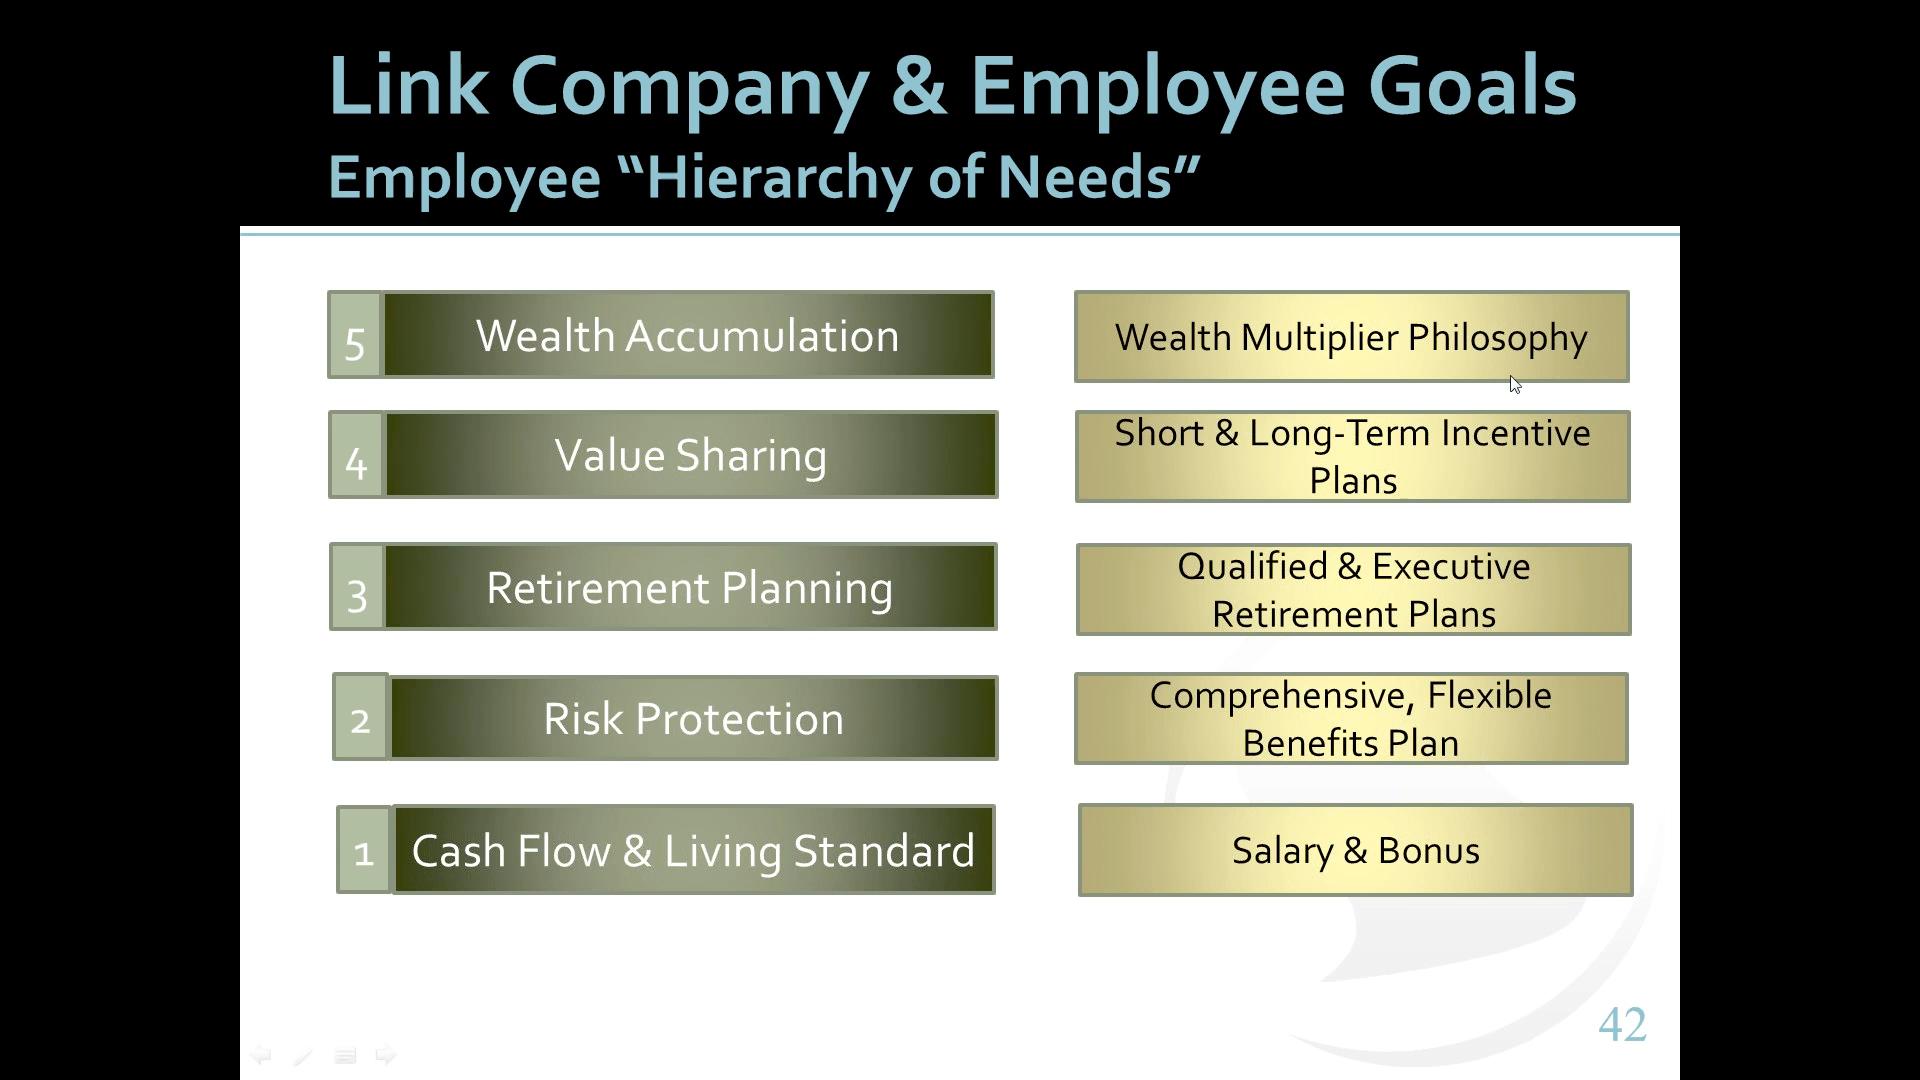 Link Company & Employee Goals
Employee “Hierarchy of Needs”
5
Wealth Accumulation
Wealth Multiplier Philosophy
4
Value Sharing
Short & Long-Term Incentive
Plans
3
Retirement Planning
Qualified & Executive
Retirement Plans
2
Risk Protection
Comprehensive, Flexible
Benefits Plan
1
Cash Flow & Living Standard
Salary & Bonus
42